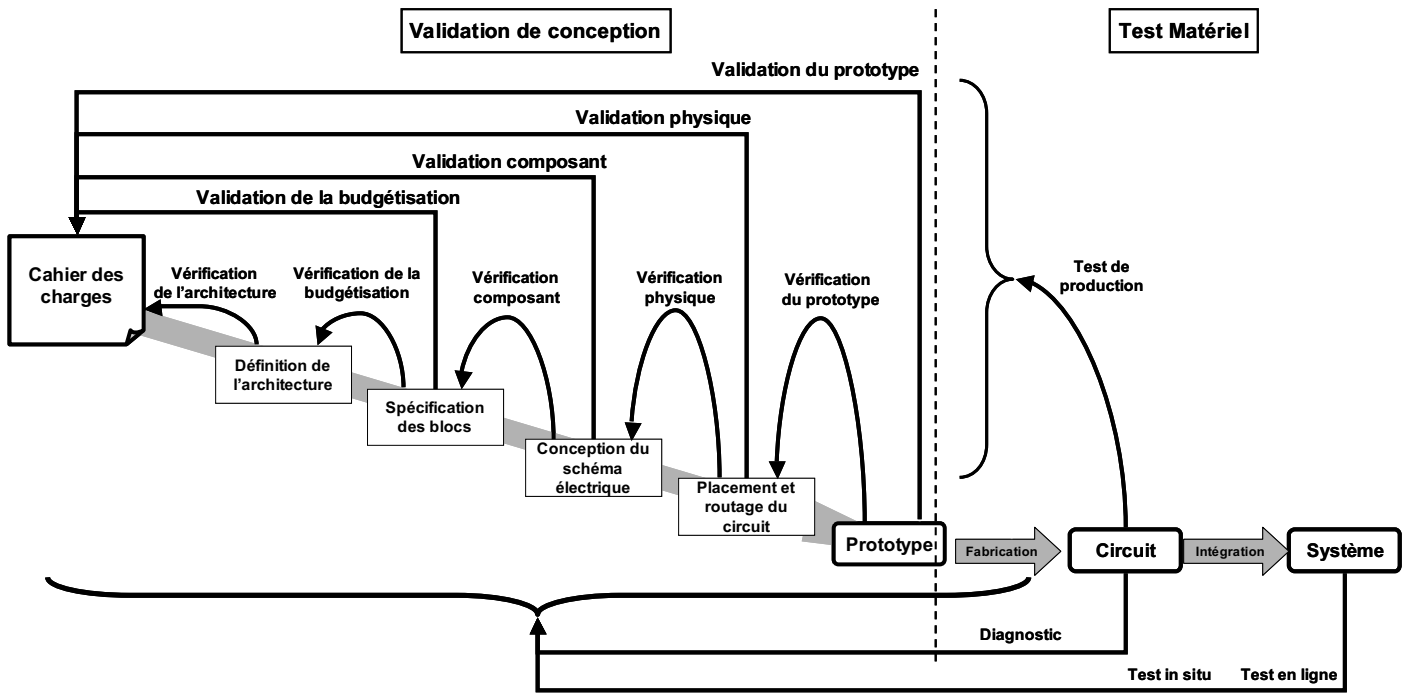 Validation de conception
Test Matériel
Validation du prototype
Validation physique
Validation composant
Validation de la budgétisation
Cahier des
charges
Vérification
de l'architecture
Vérification de la
budgétisation
Vérification
composant
Vérification
physique
Vérification
du prototype
Test de
production
Définition de
l'architecture
Spécification
des blocs
Conception du
schéma
électrique
Placement et
routage du
circuit
Prototype
Fabrication
Circuit
Intégration
Système
Diagnostic
Test in situ
Test en ligne